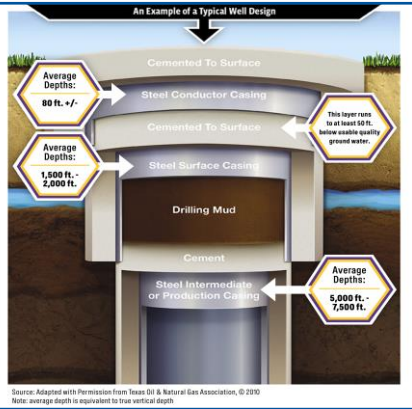 An Example of a Typical Well Design
Cemented To Surface
Average
Depths:
80 ft. +/-
Steel Conductor Casing
Cemented To Surface
This layer runs
to at least 50 ft.
below usable quality
ground water.
Average
Depths:
1,500 ft. -
2,000 ft.
Steel Surface Casing
Drilling Mud
Cement
Steel Intermediate
or Production Casing
Average
Depths:
5,000 ft. -
7,500 ft.
Source: Adapted with Permission from Texas Oil & Natural Gas Association, © 2010
Note: average depth is equivalent to true vertical depth